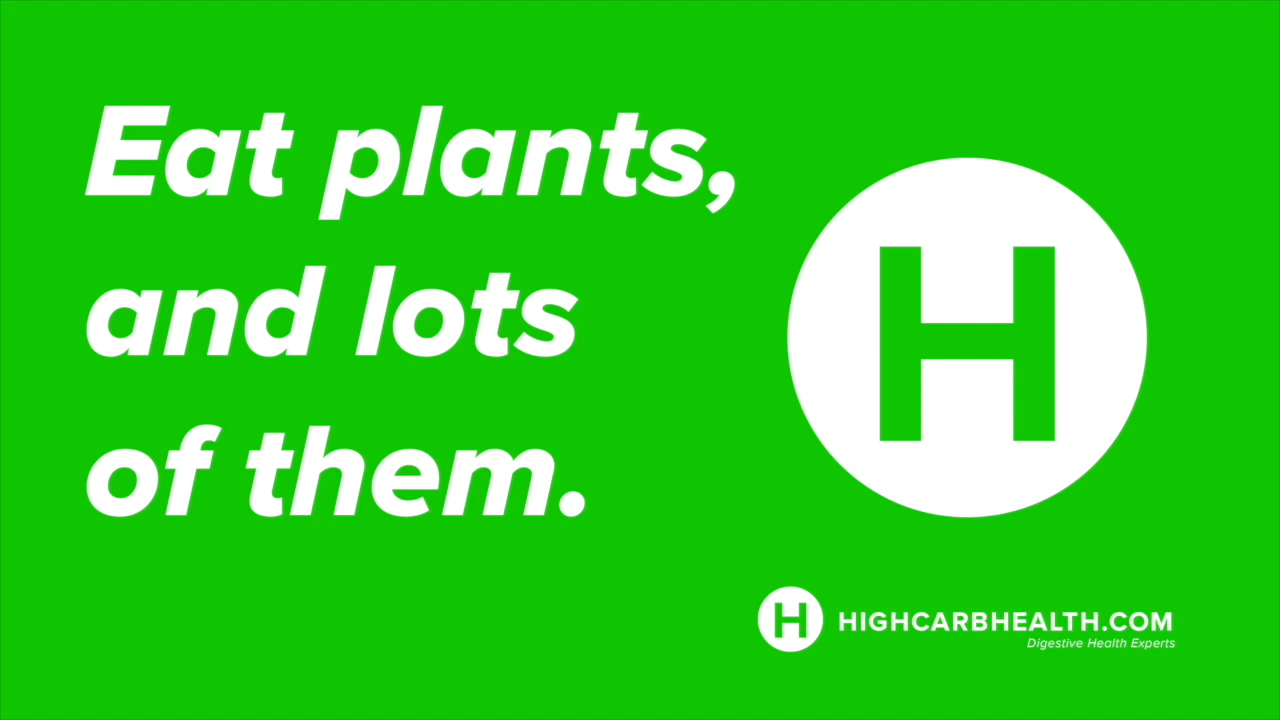 Eat plants,
and lots
of them.
H
H HIGHCARBHEALTH.COM
Digestive Health Experts